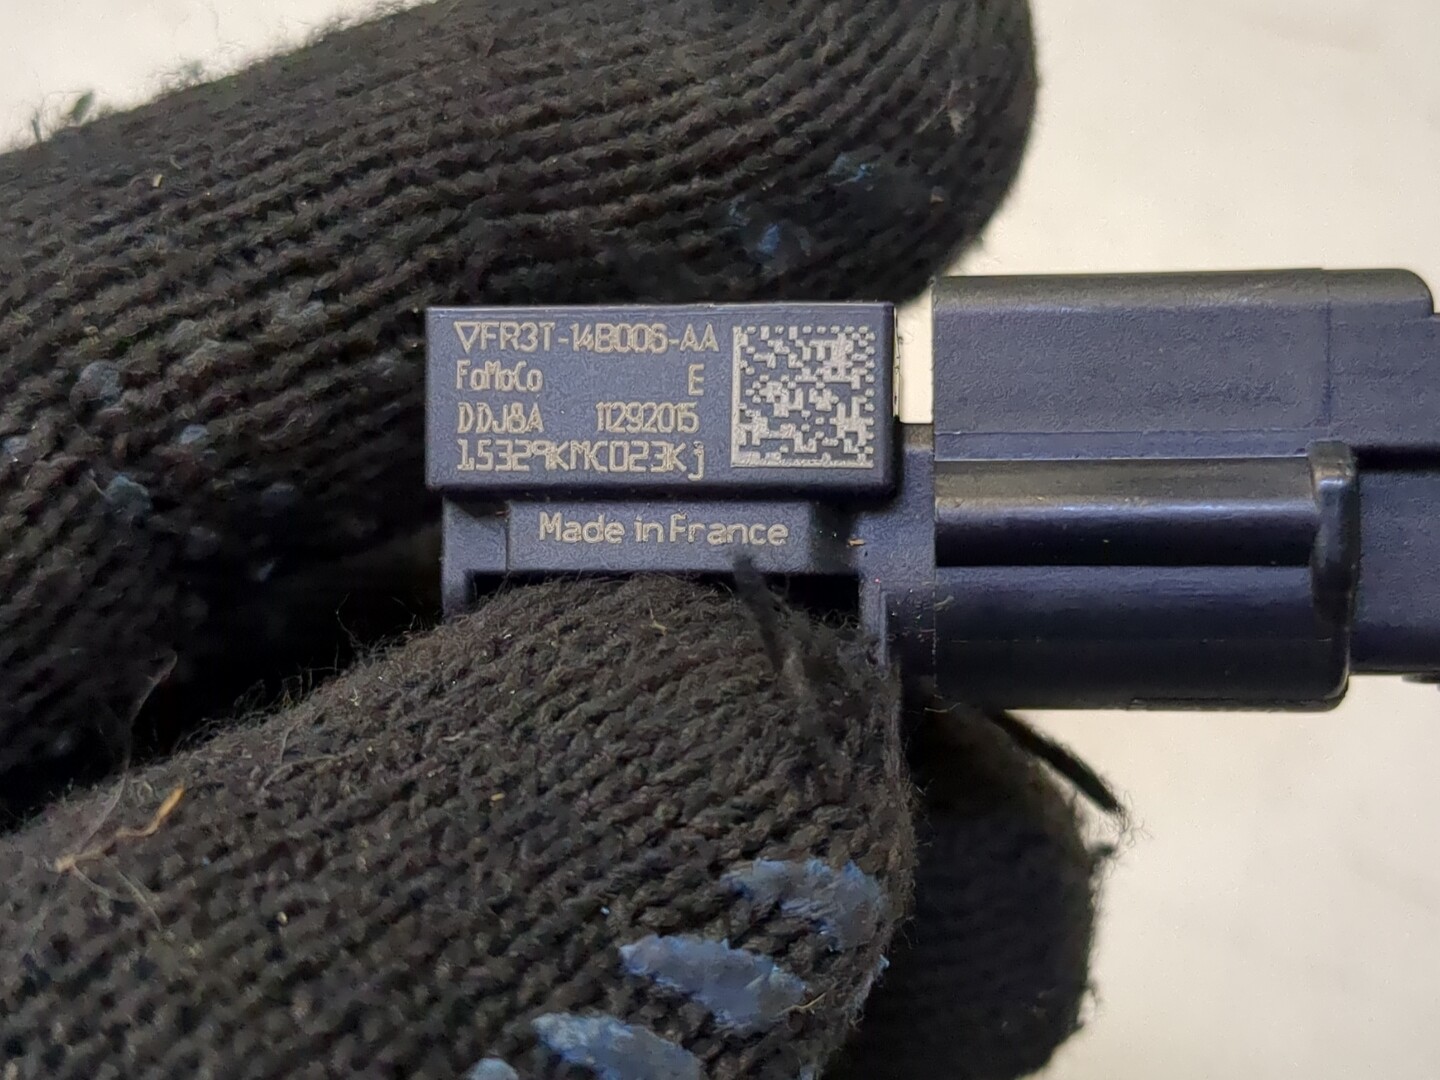 ▽FR3T-14B006-AA
FoMoCo E
DDJ8A 11292015
15329KMC023Kj
Made in France